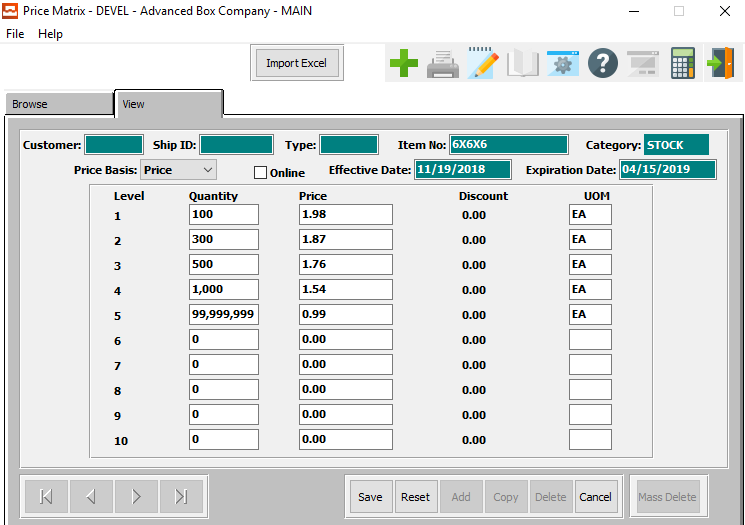 Price Matrix - DEVEL - Advanced Box Company - MAIN
File Help
Import Excel
Browse View
Customer: Ship ID: Type: Item No: 6X6X6 Category: STOCK
Price Basis: Price Online Effective Date: 11/19/2018 Expiration Date: 04/15/2019
Level Quantity Price Discount UOM
1 100 1.98 0.00 EA
2 300 1.87 0.00 EA
3 500 1.76 0.00 EA
4 1,000 1.54 0.00 EA
5 99,999,999 0.99 0.00 EA
6 0 0.00 0.00
7 0 0.00 0.00
8 0 0.00 0.00
9 0 0.00 0.00
10 0 0.00 0.00
Save Reset Add Copy Delete Cancel Mass Delete